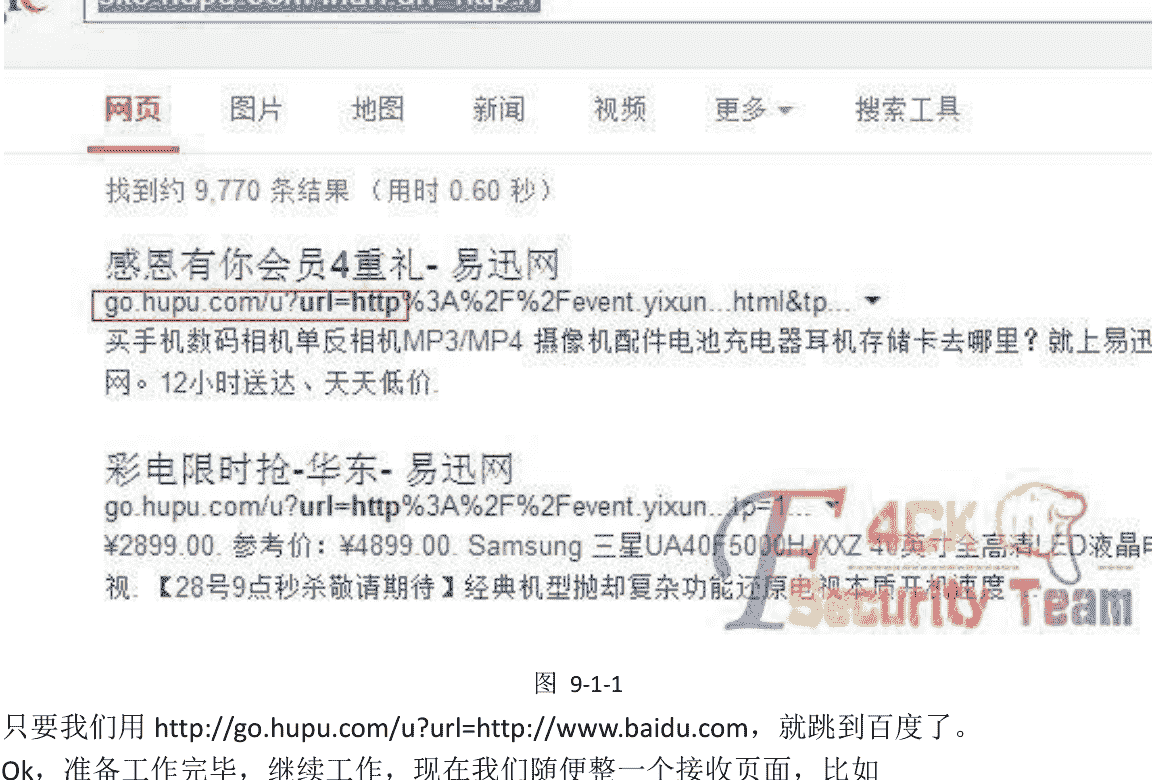 网页 图片 地图 新闻 视频 更多 搜索工具
找到约 9,770 条结果 （用时 0.60 秒）
感恩有你会员4重礼- 易迅网
go.hupu.com/u?url=http%3A%2F%2Fevent.yixun...html&tp...
买手机数码相机单反相机MP3/MP4 摄像机配件电池充电器耳机存储卡去哪里？就上易迅
网。12小时送达、天天低价.
彩电限时抢-华东- 易迅网
go.hupu.com/u?url=http%3A%2F%2Fevent.yixun...tp=1...
¥2899.00. 参考价：¥4899.00. Samsung 三星UA40F5000HJXXZ 40英寸全高清LED液晶电
视.【28号9点秒杀敬请期待】经典机型抛却复杂功能还原电视本质开机速度
F4CK
Security Team
图 9-1-1
只要我们用 http://go.hupu.com/u?url=http://www.baidu.com，就跳到百度了。
Ok，准备工作完毕，继续工作，现在我们随便整一个接收页面，比如